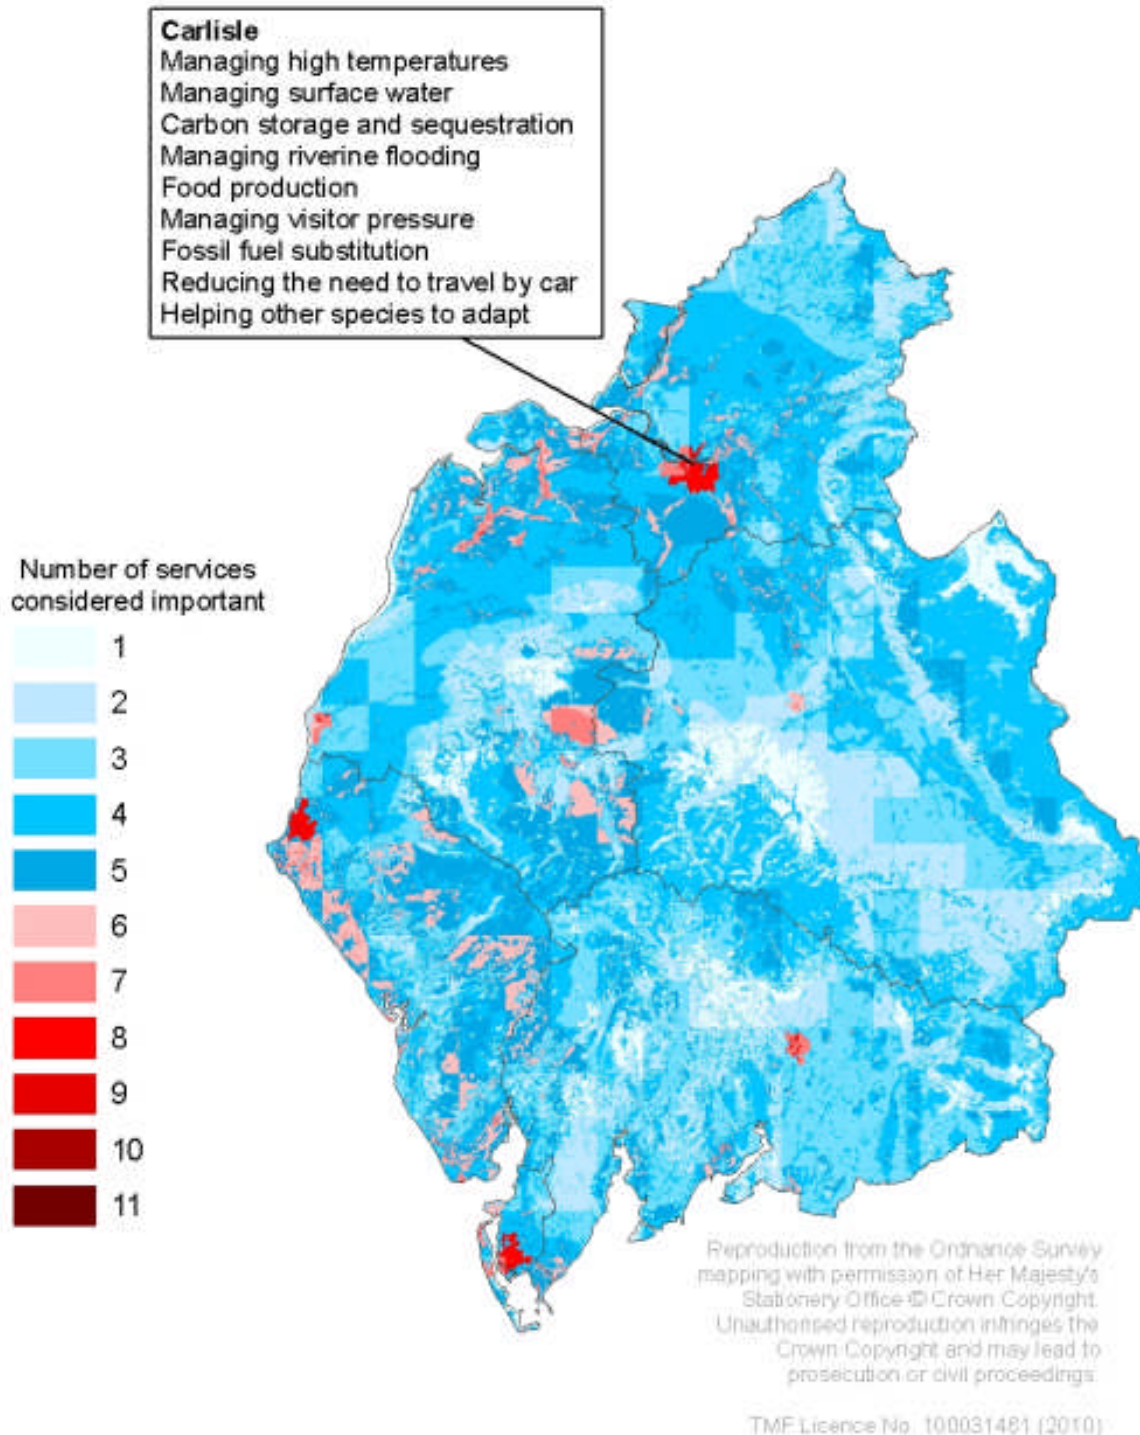 Carlisle
Managing high temperatures
Managing surface water
Carbon storage and sequestration
Managing riverine flooding
Food production
Managing visitor pressure
Fossil fuel substitution
Reducing the need to travel by car
Helping other species to adapt
Number of services
considered important
1
2
3
4
5
6
7
8
9
10
11
Reproduction from the Ordnance Survey
mapping with permission of Her Majesty's
Stationery Office © Crown Copyright.
Unauthorised reproduction infringes the
Crown Copyright and may lead to
prosecution or civil proceedings.
TMF Licence No. 100031461 (2010)